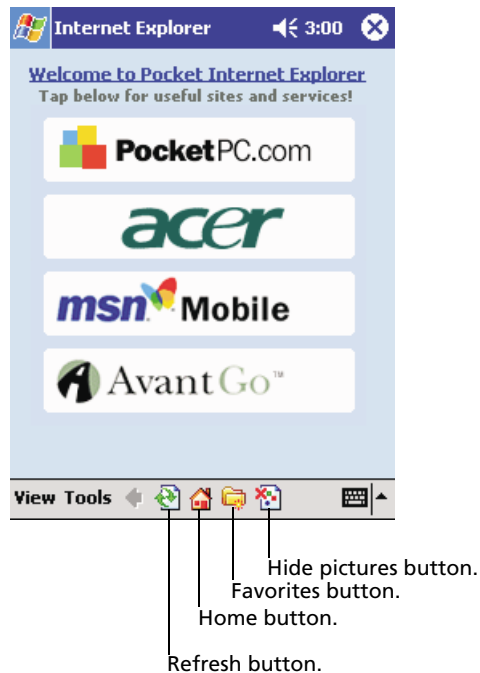 Internet Explorer 3:00
Welcome to Pocket Internet Explorer
Tap below for useful sites and services!
PocketPC.com
acer
msn Mobile
AvantGo™
View Tools
Hide pictures button.
Favorites button.
Home button.
Refresh button.